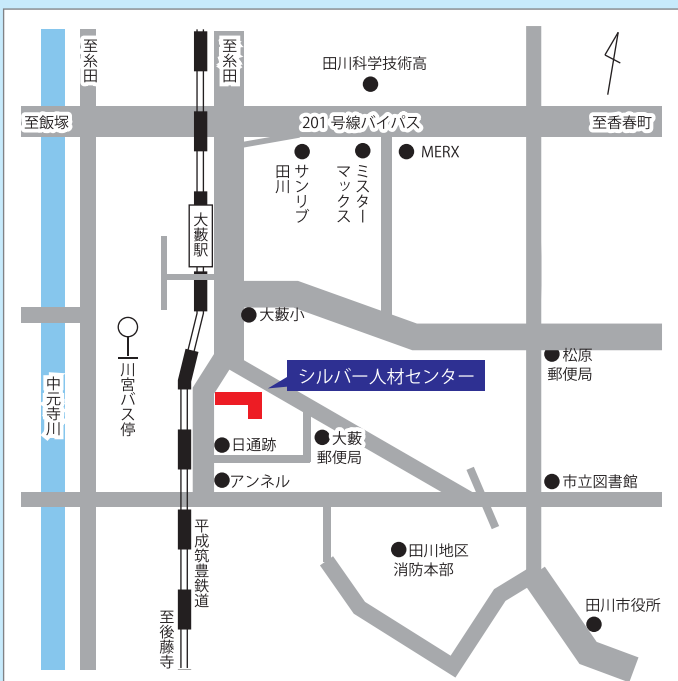 至糸田
至糸田
田川科学技術高
至飯塚
201号線バイパス
至香春町
MERX
サンリブ
田川
ミスター
マックス
大藪駅
大藪小
川宮バス停
松原
郵便局
シルバー人材センター
中元寺川
日通跡
大藪
郵便局
アンネル
市立図書館
平成筑豊鉄道
田川地区
消防本部
至後藤寺
田川市役所